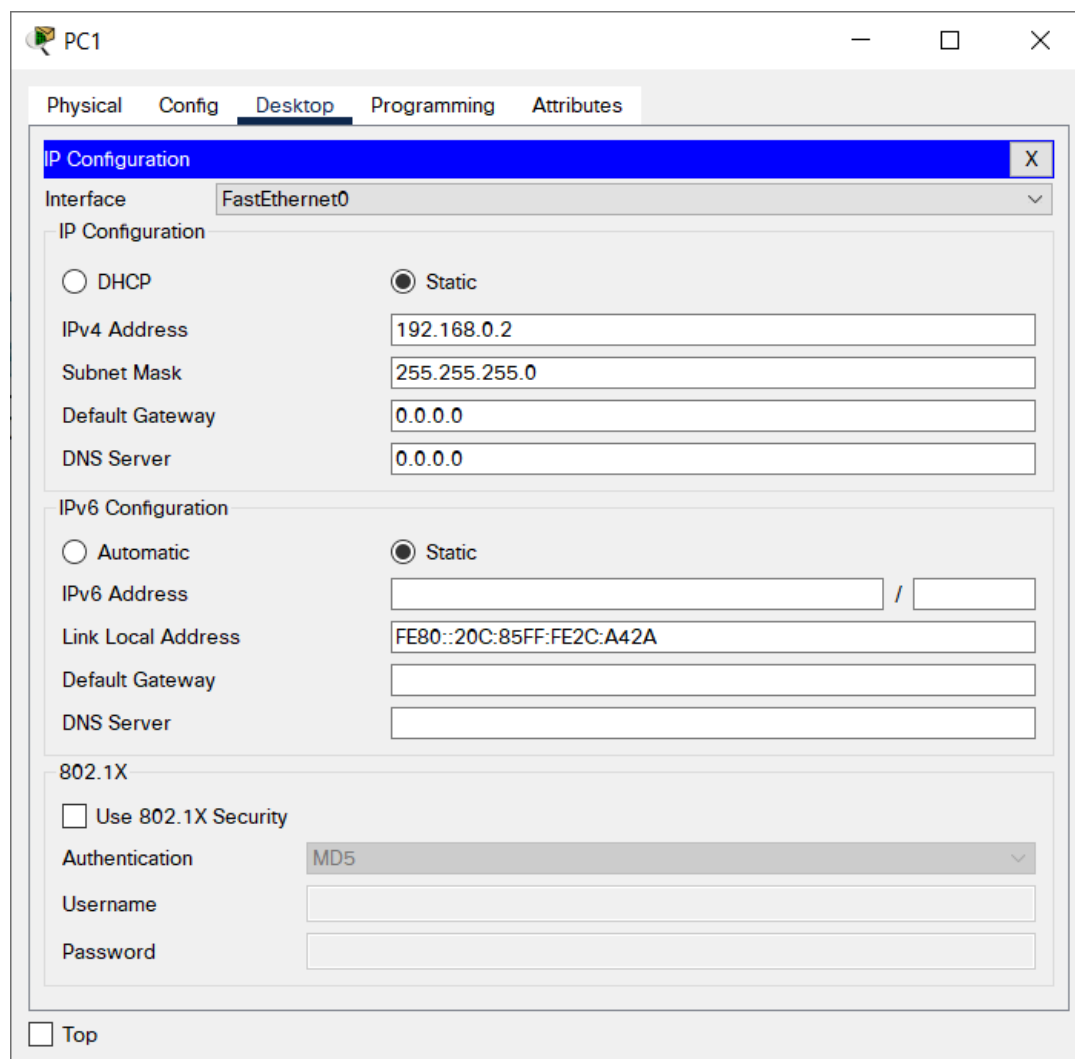 PC1
Physical Config Desktop Programming Attributes
IP Configuration X
Interface FastEthernet0
IP Configuration
DHCP Static
IPv4 Address 192.168.0.2
Subnet Mask 255.255.255.0
Default Gateway 0.0.0.0
DNS Server 0.0.0.0
IPv6 Configuration
Automatic Static
IPv6 Address /
Link Local Address FE80::20C:85FF:FE2C:A42A
Default Gateway
DNS Server
802.1X
Use 802.1X Security
Authentication MD5
Username
Password
Top